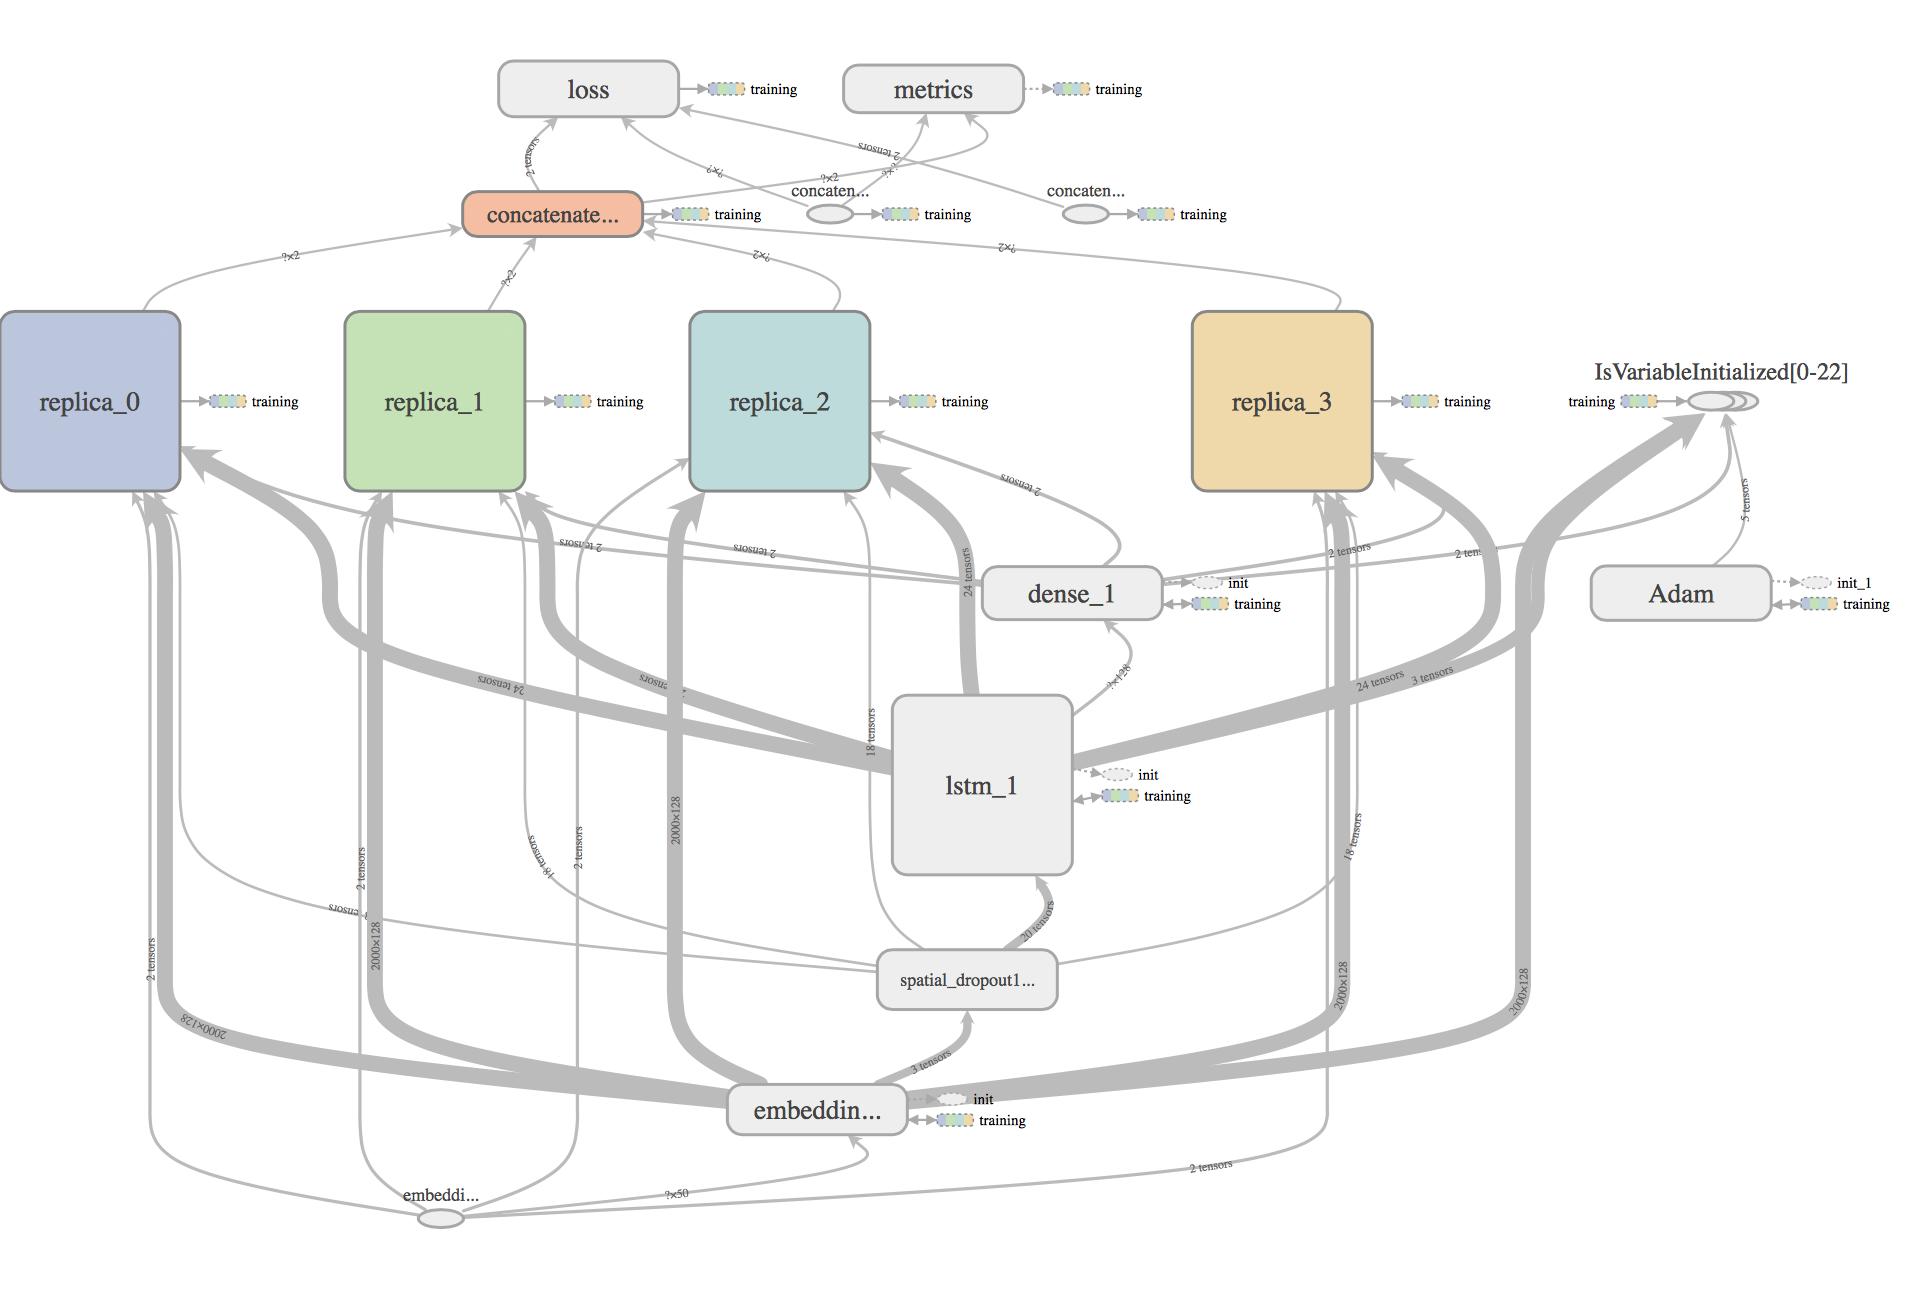 loss
training
metrics
training
2 tensors
?×?
2 tensors
?×2
?×?
concaten...
concaten...
concatenate...
training
training
training
?×2
?×2
?×2
?×2
replica_0
training
replica_1
training
replica_2
training
replica_3
training
IsVariableInitialized[0-22]
training
2 tensors
5 tensors
2 tensors
2 tensors
2 tensors
2 tens
24 tensors
dense_1
init
training
Adam
init_1
training
?×128
24 tensors
tensors
24 tensors
3 tensors
18 tensors
lstm_1
init
training
2000×128
2 tensors
2 tensors
18 tensors
18 tensors
tensors
20 tensors
2 tensors
2000×128
spatial_dropout1...
2000×128
2000×128
2000×128
3 tensors
embeddin...
init
training
2 tensors
?×50
embeddi...